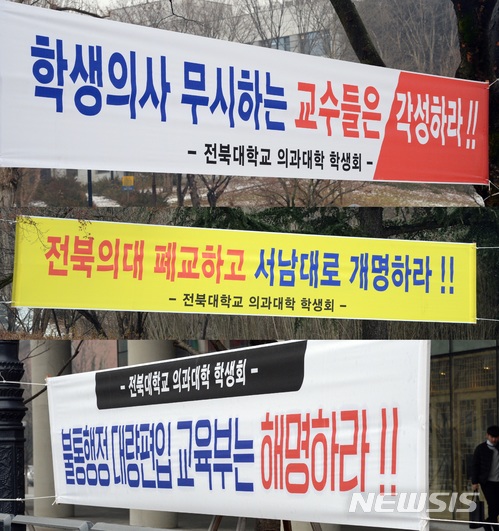 학생의사 무시하는 교수들은 각성하라 !!
- 전북대학교 의과대학 학생회 -
전북의대 폐교하고 서남대로 개명하라 !!
- 전북대학교 의과대학 학생회 -
- 전북대학교 의과대학 학생회 -
불통행정 대량편입 교육부는 해명하라 !!
NEWSIS